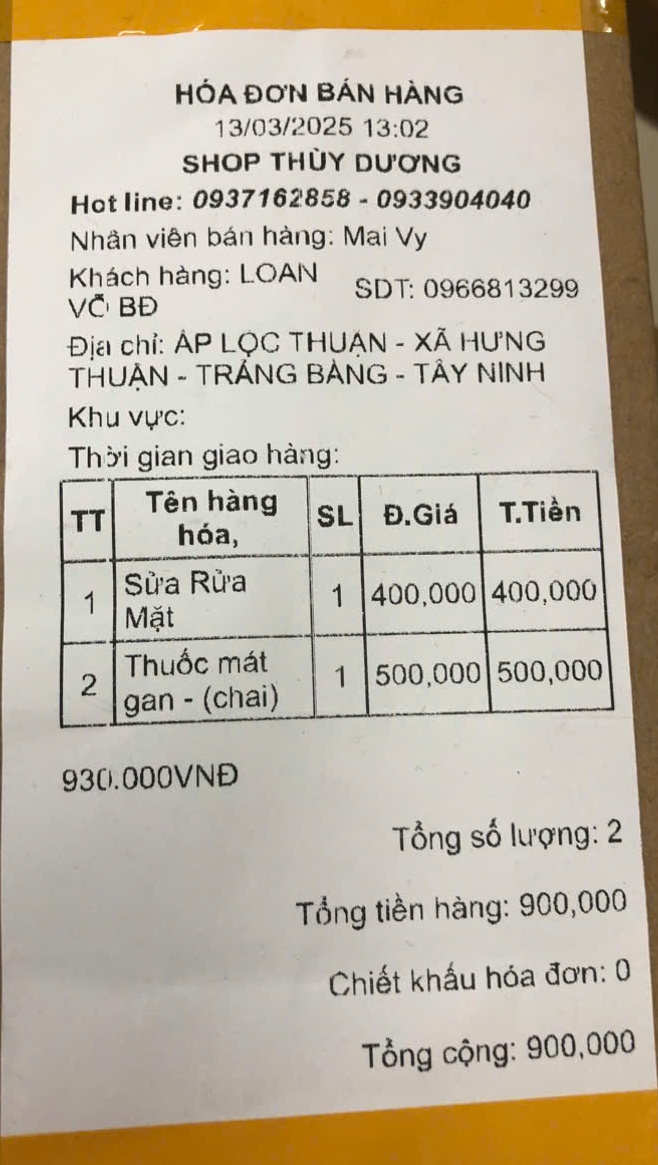 HÓA ĐƠN BÁN HÀNG
13/03/2025 13:02
SHOP THÙY DƯƠNG
Hot line: 0937162858 - 0933904040
Nhân viên bán hàng: Mai Vy
Khách hàng: LOAN VÕ BĐ SDT: 0966813299
Địa chỉ: ẤP LỘC THUẬN - XÃ HƯNG
THUẬN - TRẢNG BÀNG - TÂY NINH
Khu vực:
Thời gian giao hàng:
TT Tên hàng hóa, SL Đ.Giá T.Tiền
1 Sửa Rửa Mặt 1 400,000 400,000
2 Thuốc mát gan - (chai) 1 500,000 500,000
930.000VNĐ
Tổng số lượng: 2
Tổng tiền hàng: 900,000
Chiết khấu hóa đơn: 0
Tổng cộng: 900,000